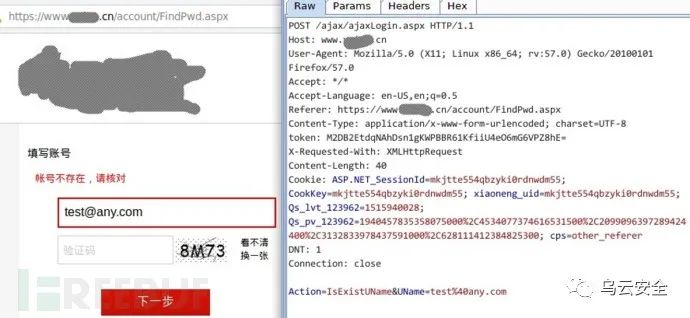 https://www. .cn/account/FindPwd.aspx
填写账号
帐号不存在，请核对
test@any.com
验证码
8M73
看不清
换一张
下一步
REEBUF
Raw Params Headers Hex
POST /ajax/ajaxLogin.aspx HTTP/1.1
Host: www. .cn
User-Agent: Mozilla/5.0 (X11; Linux x86_64; rv:57.0) Gecko/20100101
Firefox/57.0
Accept: */*
Accept-Language: en-US,en;q=0.5
Referer: https://www. .cn/account/FindPwd.aspx
Content-Type: application/x-www-form-urlencoded; charset=UTF-8
token: M2DB2EtdqNAhDsn1gKWPBBR61KfiiU4eO6mG6VPZ8hE=
X-Requested-With: XMLHttpRequest
Content-Length: 40
Cookie: ASP.NET_SessionId=mkjtte554qbzyki0rdnwdm55;
CookKey=mkjtte554qbzyki0rdnwdm55; xiaoneng_uid=mkjtte554qbzyki0rdnwdm55;
Qs_lvt_123962=1515940028;
Qs_pv_123962=1940457835358075000%2C4534077374616531500%2C2099096397289424
400%2C3132833978437591000%2C628111412384825300; cps=other_referer
DNT: 1
Connection: close
Action=IsExistUName&UName=test%40any.com
乌云安全